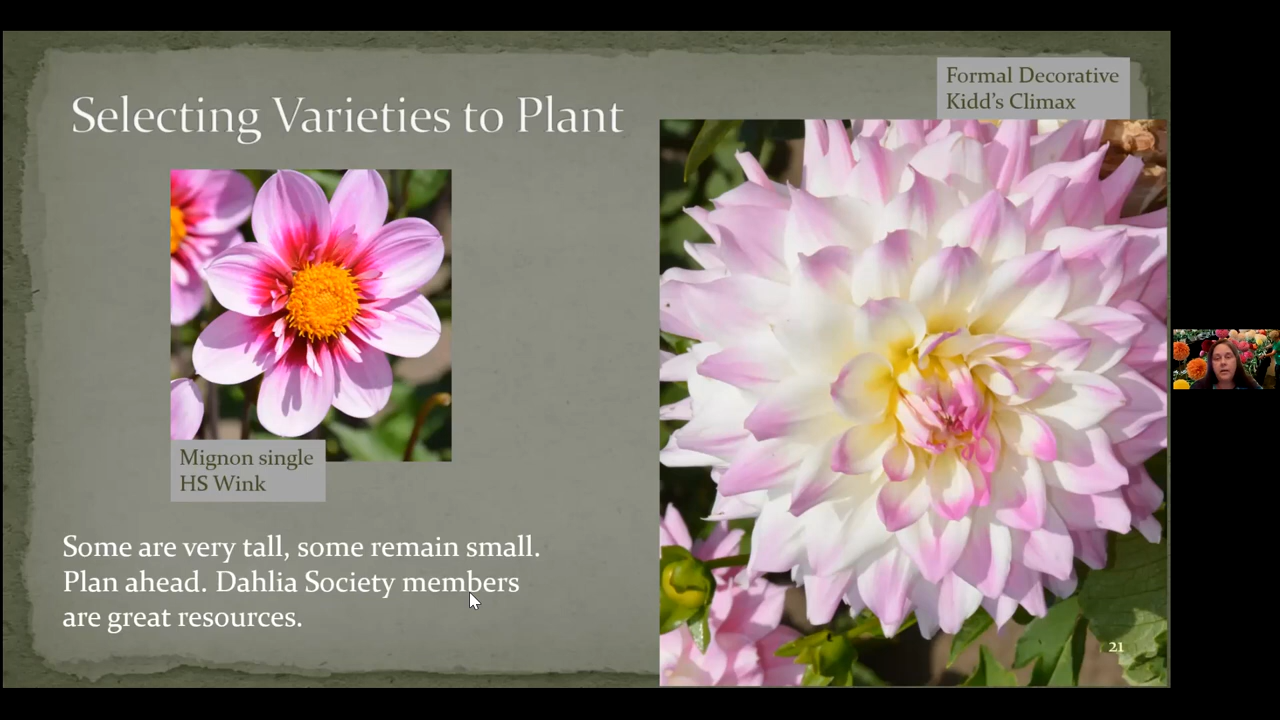 Selecting Varieties to Plant
Formal Decorative
Kidd's Climax
Mignon single
HS Wink
Some are very tall, some remain small.
Plan ahead. Dahlia Society members
are great resources.
21